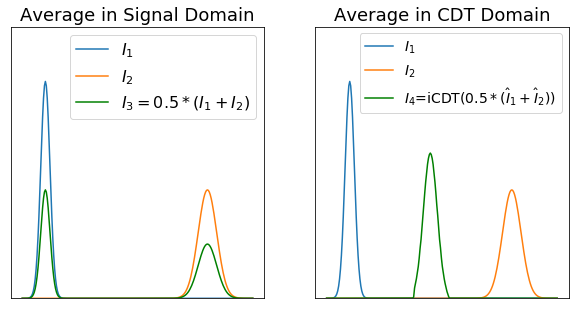 Average in Signal Domain
I₁
I₂
I₃ = 0.5 * (I₁ + I₂)
Average in CDT Domain
I₁
I₂
I₄=iCDT(0.5 * (Î₁ + Î₂))